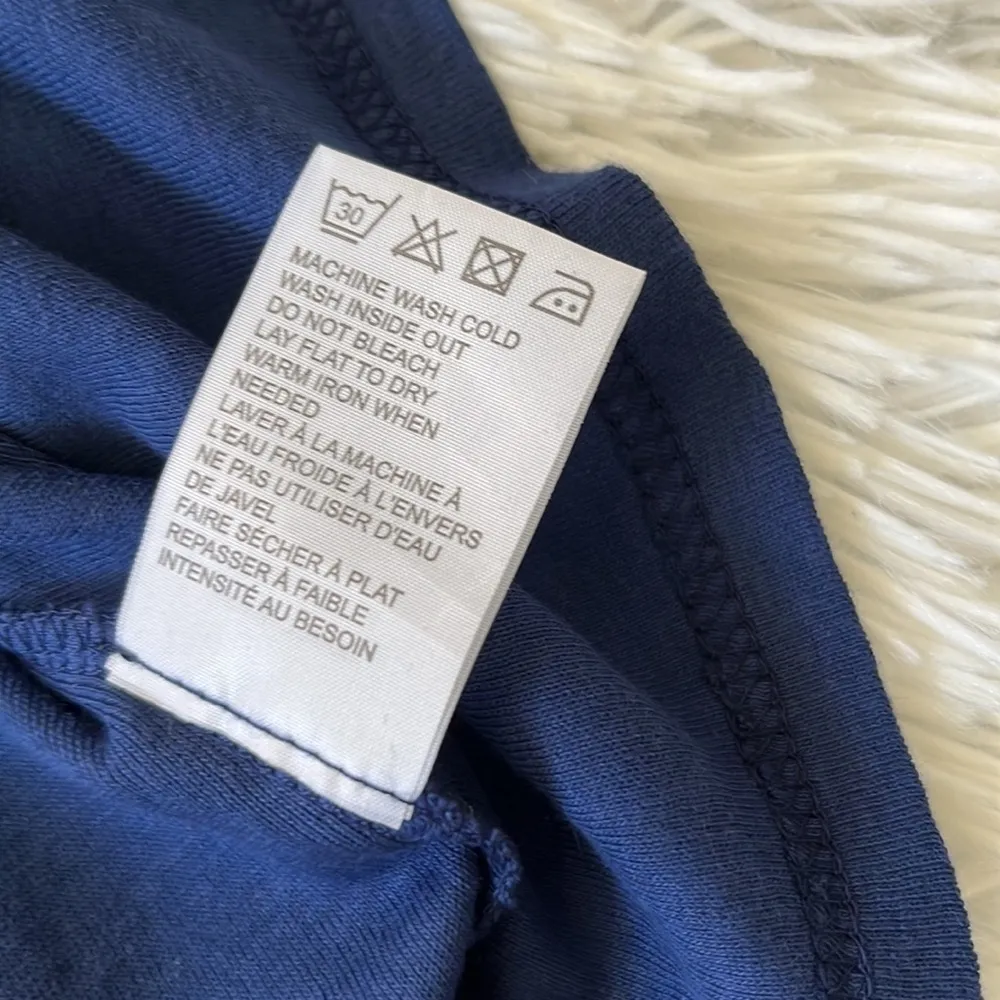 30
MACHINE WASH COLD
WASH INSIDE OUT
DO NOT BLEACH
LAY FLAT TO DRY
WARM IRON WHEN
NEEDED
LAVER À LA MACHINE À
L'EAU FROIDE À L'ENVERS
NE PAS UTILISER D'EAU
DE JAVEL
FAIRE SÉCHER À PLAT
REPASSER À FAIBLE
INTENSITÉ AU BESOIN